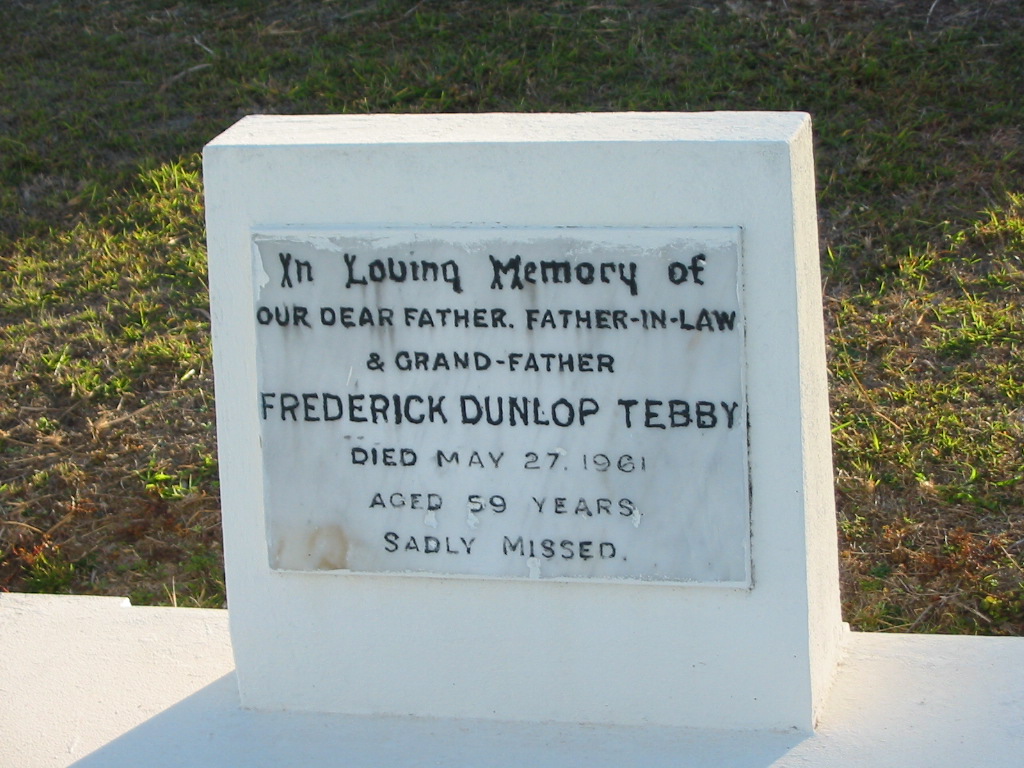 In Loving Memory of
OUR DEAR FATHER. FATHER-IN-LAW
& GRAND-FATHER
FREDERICK DUNLOP TEBBY
DIED MAY 27. 1961
AGED 59 YEARS
SADLY MISSED.